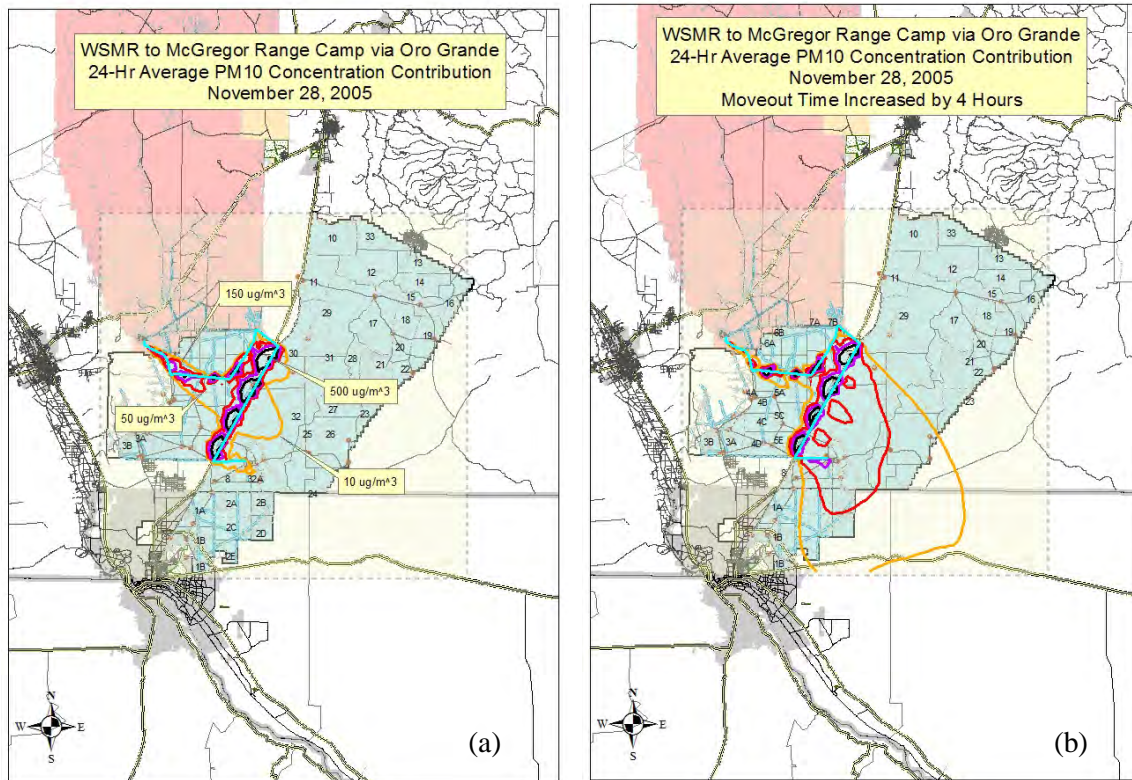 WSMR to McGregor Range Camp via Oro Grande
24-Hr Average PM10 Concentration Contribution
November 28, 2005
10
33
13
11
12
14
15
16
150 ug/m^3
29
17
18
19
20
30
31
28
21
22
500 ug/m^3
50 ug/m^3
32
27
23
3A
3B
25
26
10 ug/m^3
8
32A
24
2A
2B
1A
2C
2D
1B
2E
1B
N
W
E
S
(a)
WSMR to McGregor Range Camp via Oro Grande
24-Hr Average PM10 Concentration Contribution
November 28, 2005
Moveout Time Increased by 4 Hours
10
33
13
11
12
14
15
16
7A
7B
6B
6A
29
17
18
19
20
21
22
4A
5A
4B
23
4C
5C
3B
3A
4D
5E
8
1A
1B
1B
N
W
E
S
(b)